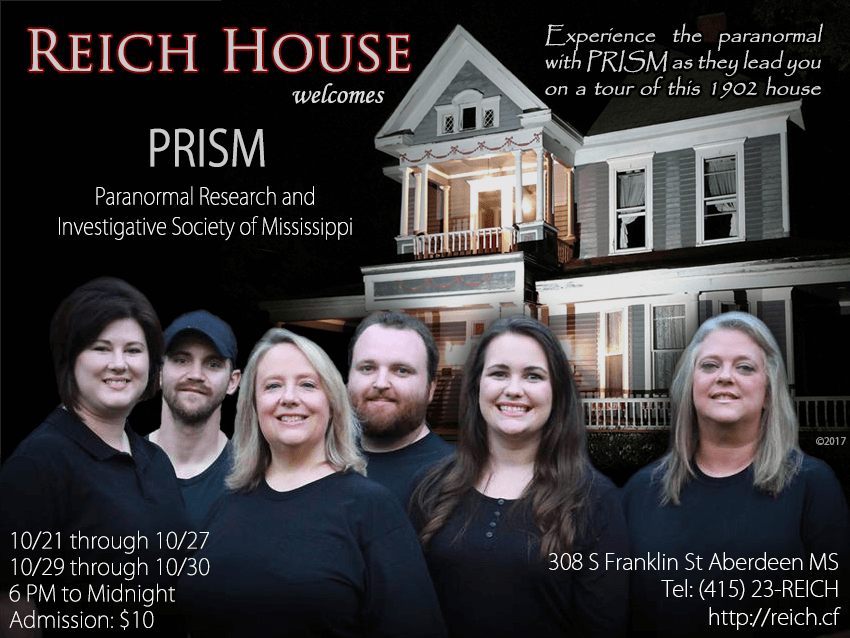 REICH HOUSE
welcomes
Experience the paranormal
with PRISM as they lead you
on a tour of this 1902 house
PRISM
Paranormal Research and
Investigative Society of Mississippi
©2017
10/21 through 10/27
10/29 through 10/30
6 PM to Midnight
Admission: $10
308 S Franklin St Aberdeen MS
Tel: (415) 23-REICH
http://reich.cf